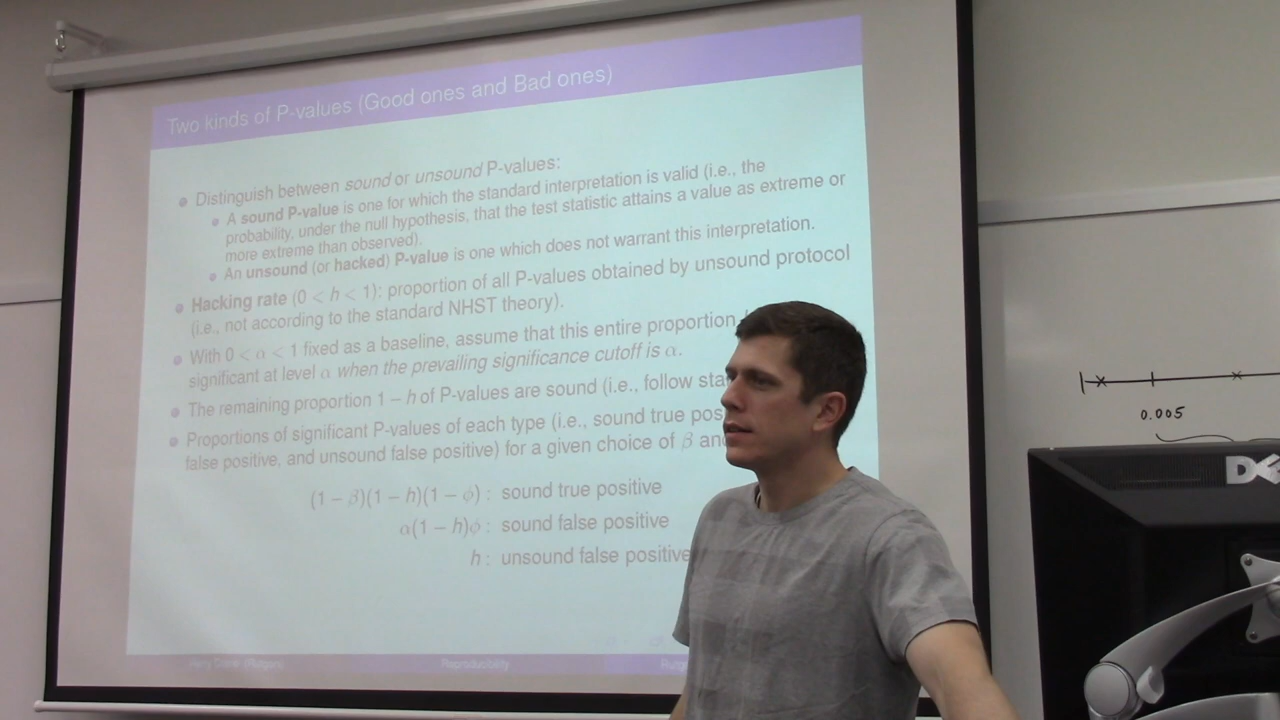 Two kinds of P-values (Good ones and Bad ones)
Distinguish between sound or unsound P-values:
A sound P-value is one for which the standard interpretation is valid (i.e., the
probability, under the null hypothesis, that the test statistic attains a value as extreme or
more extreme than observed).
An unsound (or hacked) P-value is one which does not warrant this interpretation.
Hacking rate (0 < h < 1): proportion of all P-values obtained by unsound protocol
(i.e., not according to the standard NHST theory).
With 0 < α < 1 fixed as a baseline, assume that this entire proportion
significant at level α when the prevailing significance cutoff is α.
The remaining proportion 1 − h of P-values are sound (i.e., follow sta
Proportions of significant P-values of each type (i.e., sound true pos
false positive, and unsound false positive) for a given choice of β an
(1 − β)(1 − h)(1 − φ) : sound true positive
α(1 − h)φ : sound false positive
h : unsound false positive
Harry Crane (Rutgers) Reproducibility Rutge
0.005
DE